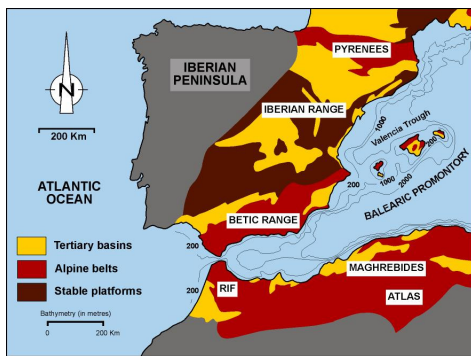 PYRENEES
IBERIAN
PENINSULA
N
IBERIAN RANGE
1000
Valencia Trough
200
200 Km
200
1000
2000
ATLANTIC
OCEAN
BALEARIC PROMONTORY
BETIC RANGE
200
Tertiary basins
Alpine belts
Stable platforms
MAGHREBIDES
200
RIF
ATLAS
Bathymetry (in metres)
0
200 Km